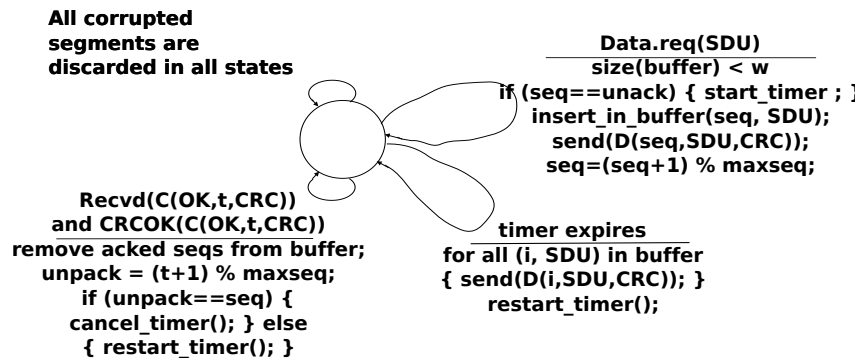 All corrupted
segments are
discarded in all states
Data.req(SDU)
size(buffer) < w
if (seq==unack) { start_timer ; }
insert_in_buffer(seq, SDU);
send(D(seq,SDU,CRC));
seq=(seq+1) % maxseq;
Recvd(C(OK,t,CRC))
and CRCOK(C(OK,t,CRC))
remove acked seqs from buffer;
unpack = (t+1) % maxseq;
if (unpack==seq) {
cancel_timer(); } else
{ restart_timer(); }
timer expires
for all (i, SDU) in buffer
{ send(D(i,SDU,CRC)); }
restart_timer();